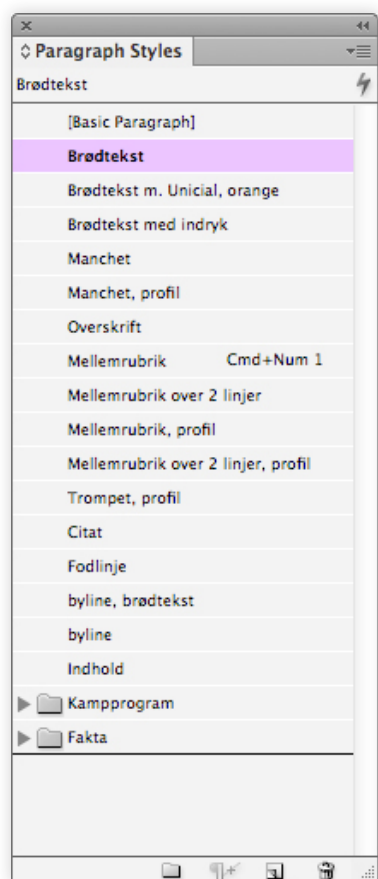 Paragraph Styles
Brødtekst
[Basic Paragraph]
Brødtekst
Brødtekst m. Unicial, orange
Brødtekst med indryk
Manchet
Manchet, profil
Overskrift
Mellemrubrik Cmd+Num 1
Mellemrubrik over 2 linjer
Mellemrubrik, profil
Mellemrubrik over 2 linjer, profil
Trompet, profil
Citat
Fodlinje
byline, brødtekst
byline
Indhold
Kampprogram
Fakta